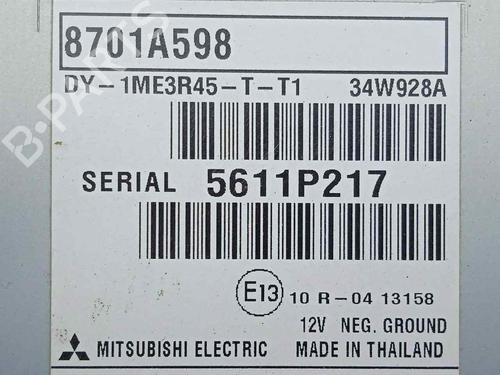 8701A598
DY-1ME3R45-T-T1 34W928A
SERIAL 5611P217
E13 10 R-04 13158
12V NEG. GROUND
MITSUBISHI ELECTRIC MADE IN THAILAND
B-PARTS